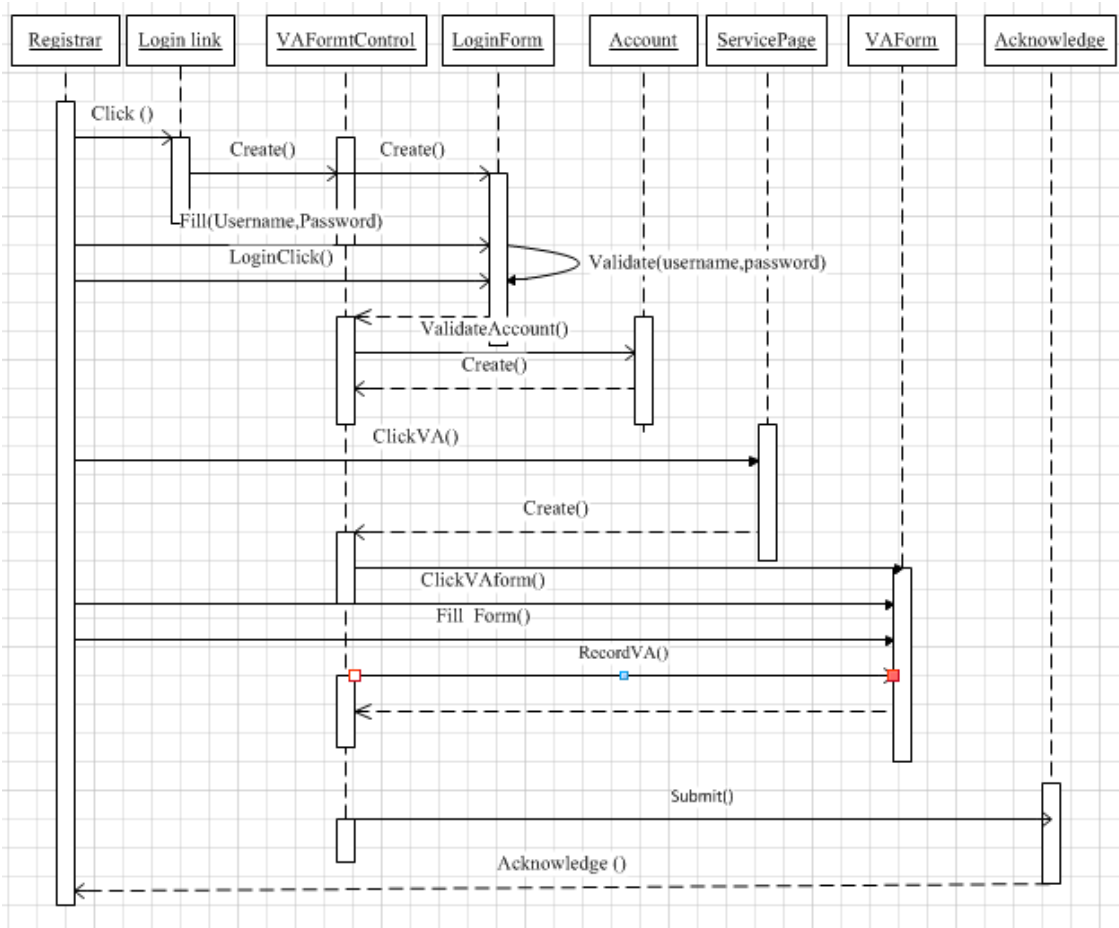 Registrar
Login link
VAFormtControl
LoginForm
Account
ServicePage
VAForm
Acknowledge
Click ()
Create()
Create()
Fill(Username,Password)
LoginClick()
Validate(username,password)
ValidateAccount()
Create()
ClickVA()
Create()
ClickVAform()
Fill Form()
RecordVA()
Submit()
Acknowledge ()